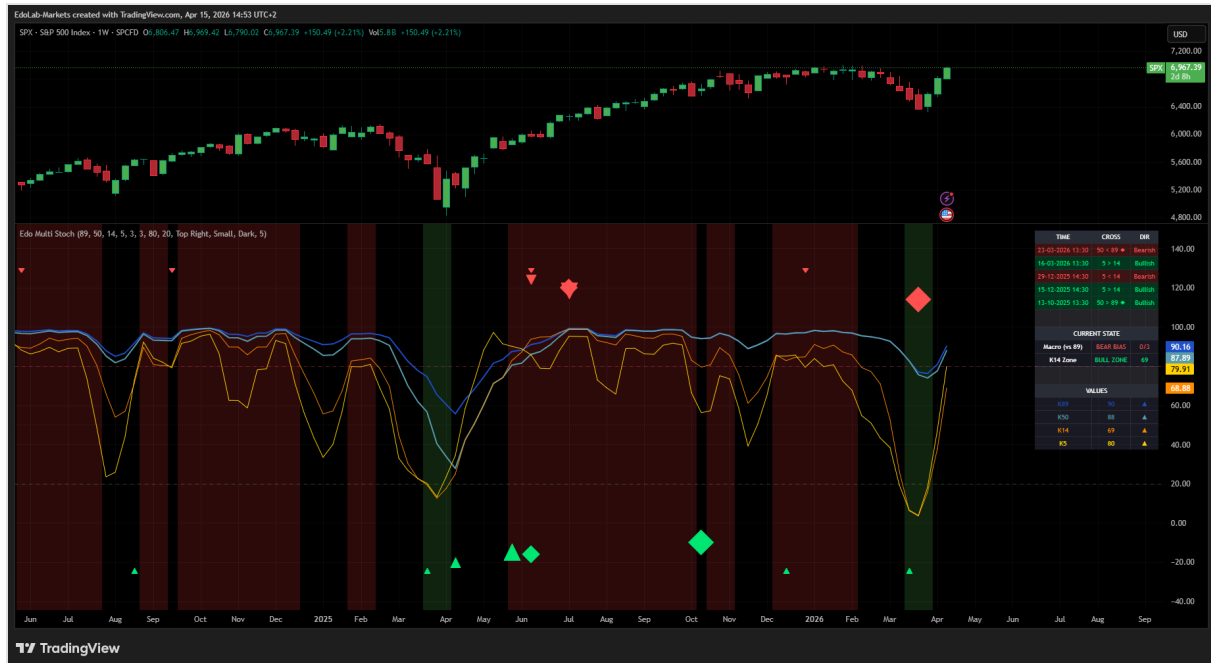 EdoLab-Markets created with TradingView.com, Apr 15, 2026 14:53 UTC+2
SPX · S&P 500 Index · 1W · SPCFD O6,806.47 H6,969.42 L6,790.02 C6,967.39 +150.49 (+2.21%) Vol5.8B +150.49 (+2.21%)
USD
7,200.00
SPX 6,967.39
2d 8h
6,400.00
6,000.00
5,600.00
5,200.00
4,800.00
Edo Multi Stoch (89, 50, 14, 5, 3, 3, 80, 20, Top Right, Small, Dark, 5)
TIME CROSS DIR
23-03-2026 13:30 50 < 89 ● Bearish
16-03-2026 13:30 5 > 14 Bullish
29-12-2025 14:30 5 < 14 Bearish
15-12-2025 14:30 5 > 14 Bullish
13-10-2025 13:30 50 > 89 ● Bullish
CURRENT STATE
Macro (vs 89) BEAR BIAS 0/3
K14 Zone BULL ZONE 69
VALUES
K89 90 ▲
K50 88 ▲
K14 69 ▲
K5 80 ▲
140.00
120.00
100.00
90.16
87.89
79.91
68.88
60.00
40.00
20.00
0.00
−20.00
−40.00
Jun Jul Aug Sep Oct Nov Dec 2025 Feb Mar Apr May Jun Jul Aug Sep Oct Nov Dec 2026 Feb Mar Apr May Jun Jul Aug Sep
TradingView